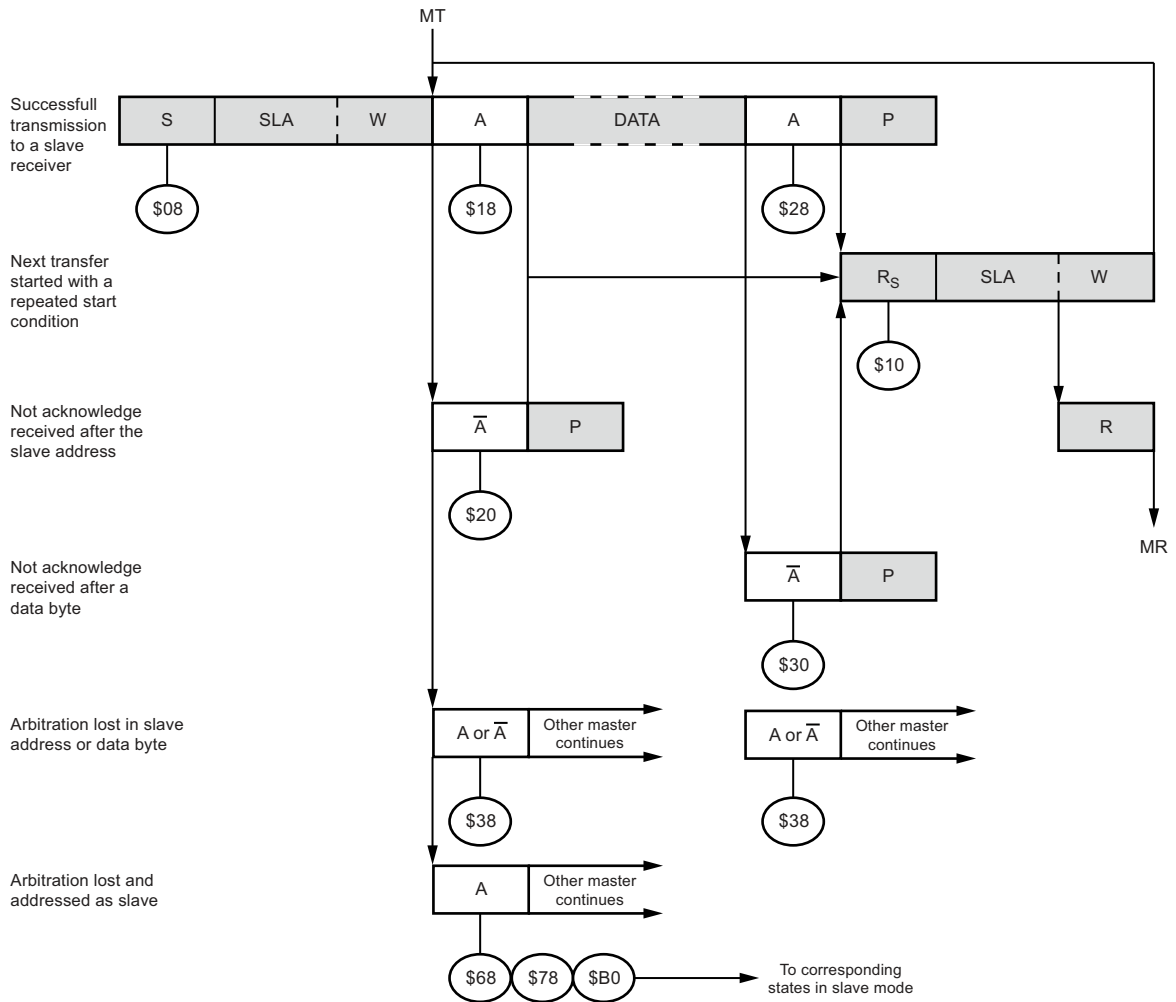 MT
Successfull
transmission
to a slave
receiver
S
SLA
W
A
DATA
A
P
$08
$18
$28
Next transfer
started with a
repeated start
condition
RS
SLA
W
$10
Not acknowledge
received after the
slave address
A̅
P
R
$20
MR
Not acknowledge
received after a
data byte
A̅
P
$30
Arbitration lost in slave
address or data byte
A or A̅
Other master
continues
A or A̅
Other master
continues
$38
$38
Arbitration lost and
addressed as slave
A
Other master
continues
$68
$78
$B0
To corresponding
states in slave mode